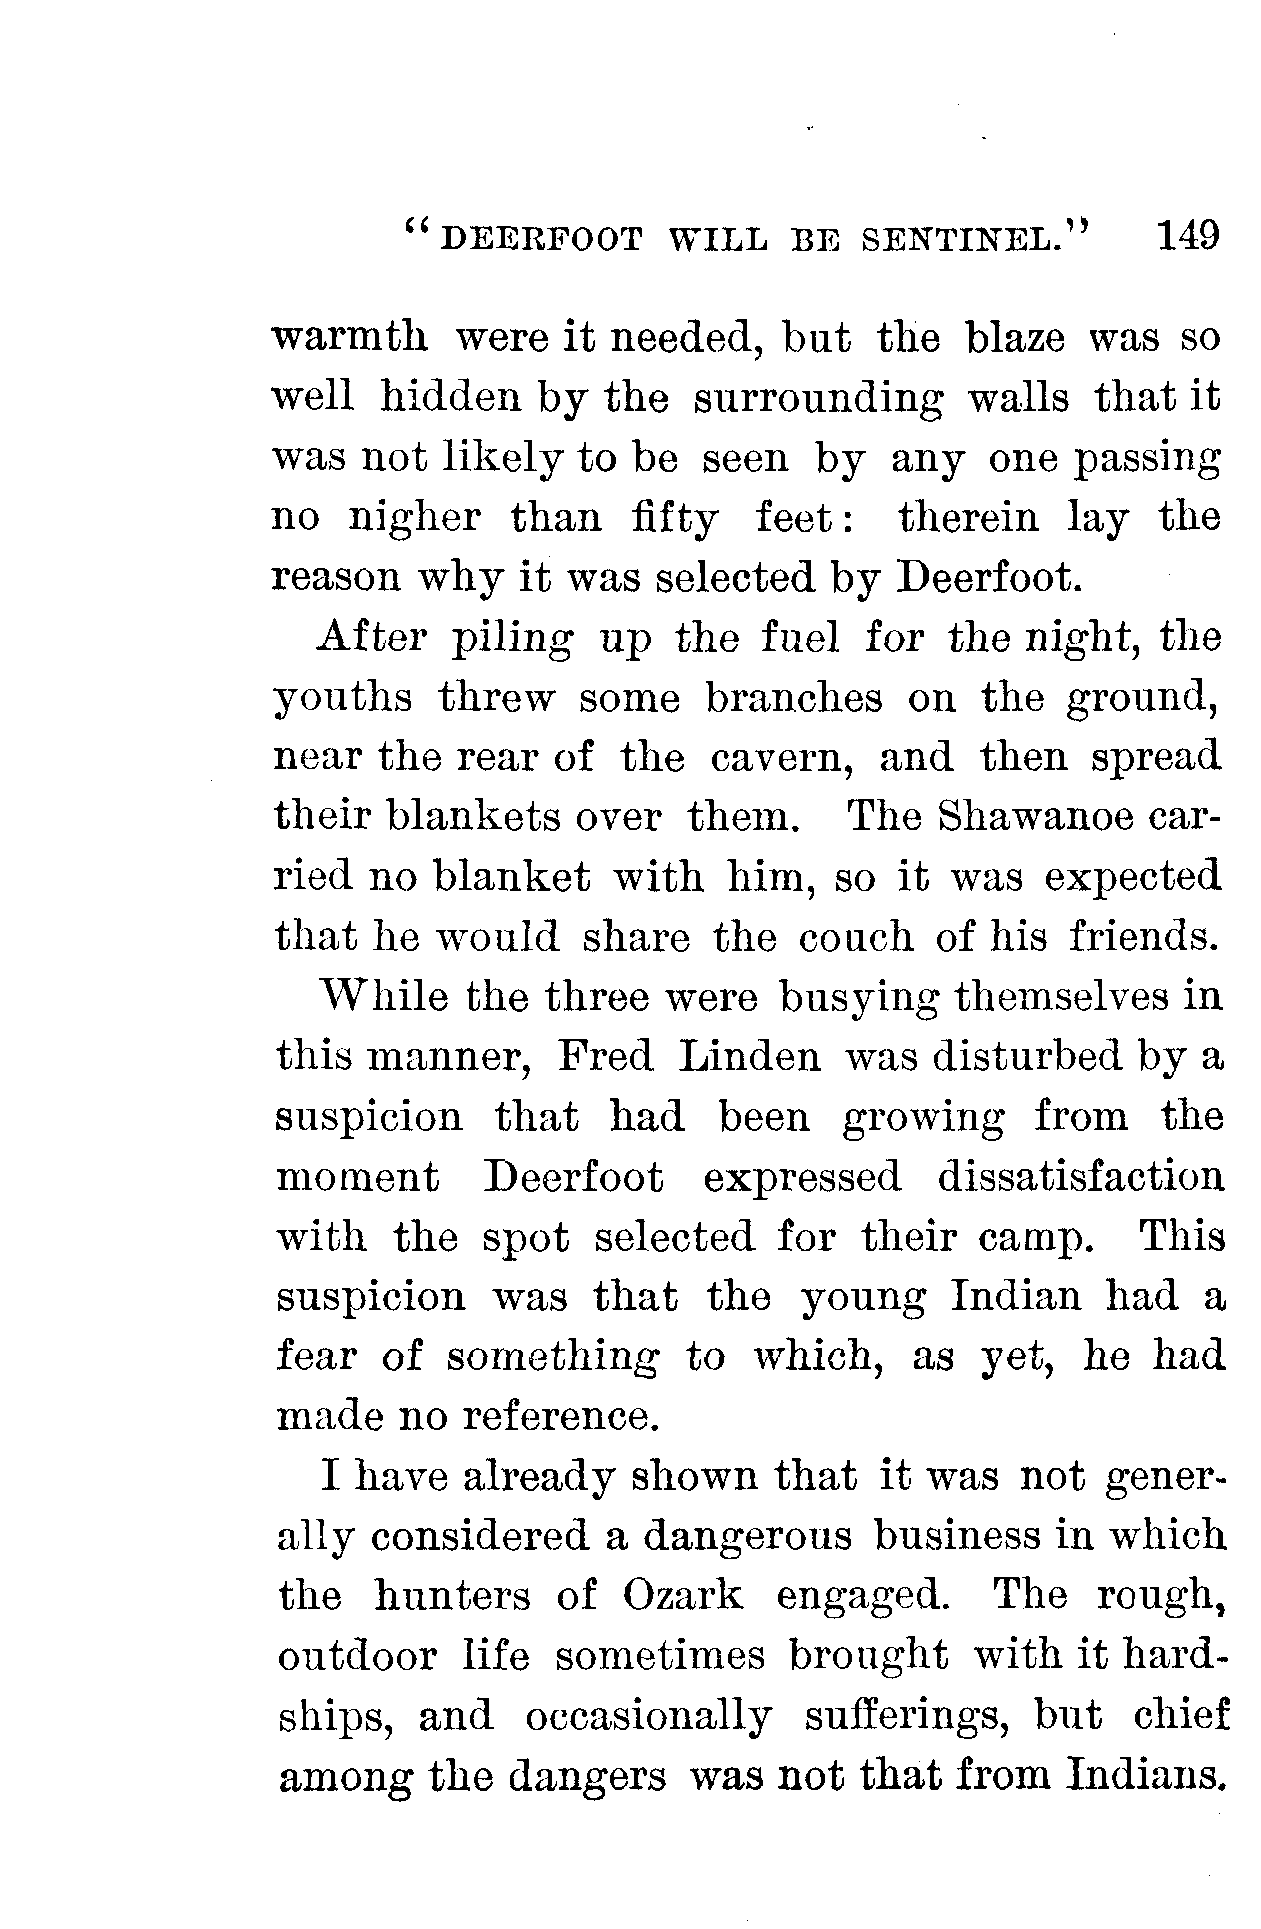 “DEERFOOT WILL BE SENTINEL.” 149
warmth were it needed, but the blaze was so
well hidden by the surrounding walls that it
was not likely to be seen by any one passing
no nigher than fifty feet: therein lay the
reason why it was selected by Deerfoot.
After piling up the fuel for the night, the
youths threw some branches on the ground,
near the rear of the cavern, and then spread
their blankets over them. The Shawanoe car-
ried no blanket with him, so it was expected
that he would share the couch of his friends.
While the three were busying themselves in
this manner, Fred Linden was disturbed by a
suspicion that had been growing from the
moment Deerfoot expressed dissatisfaction
with the spot selected for their camp. This
suspicion was that the young Indian had a
fear of something to which, as yet, he had
made no reference.
I have already shown that it was not gener-
ally considered a dangerous business in which
the hunters of Ozark engaged. The rough,
outdoor life sometimes brought with it hard-
ships, and occasionally sufferings, but chief
among the dangers was not that from Indians.